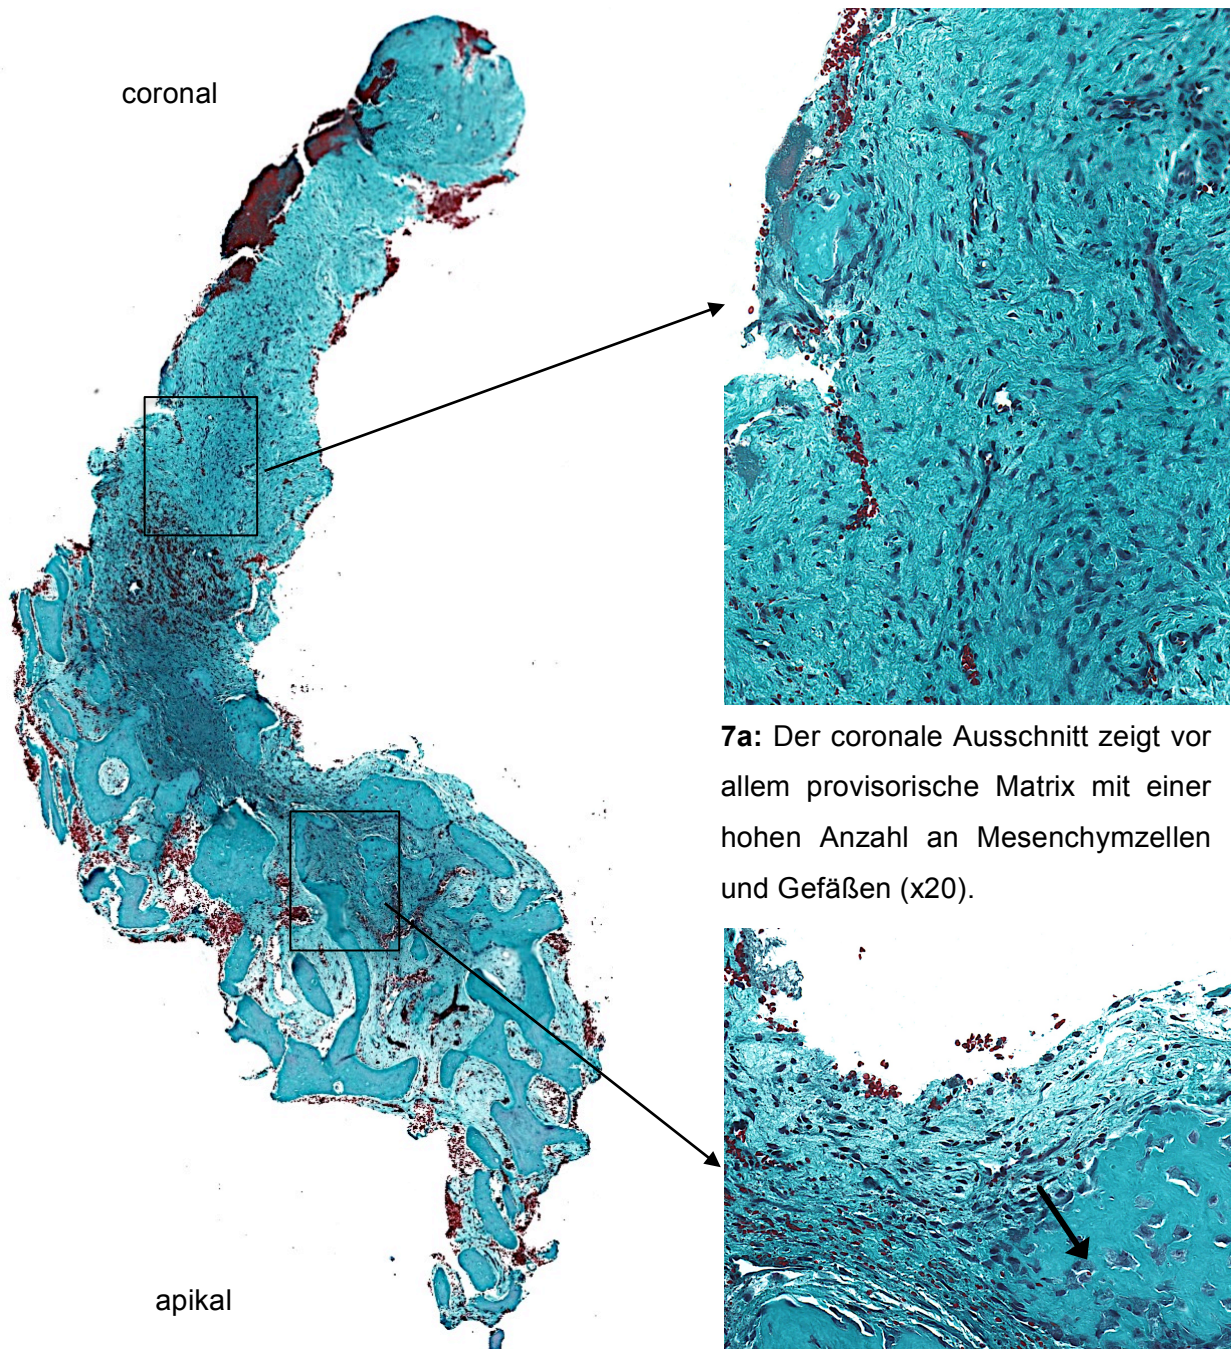 coronal
7a: Der coronale Ausschnitt zeigt vor
allem provisorische Matrix mit einer
hohen Anzahl an Mesenchymzellen
und Gefäßen (x20).
apikal